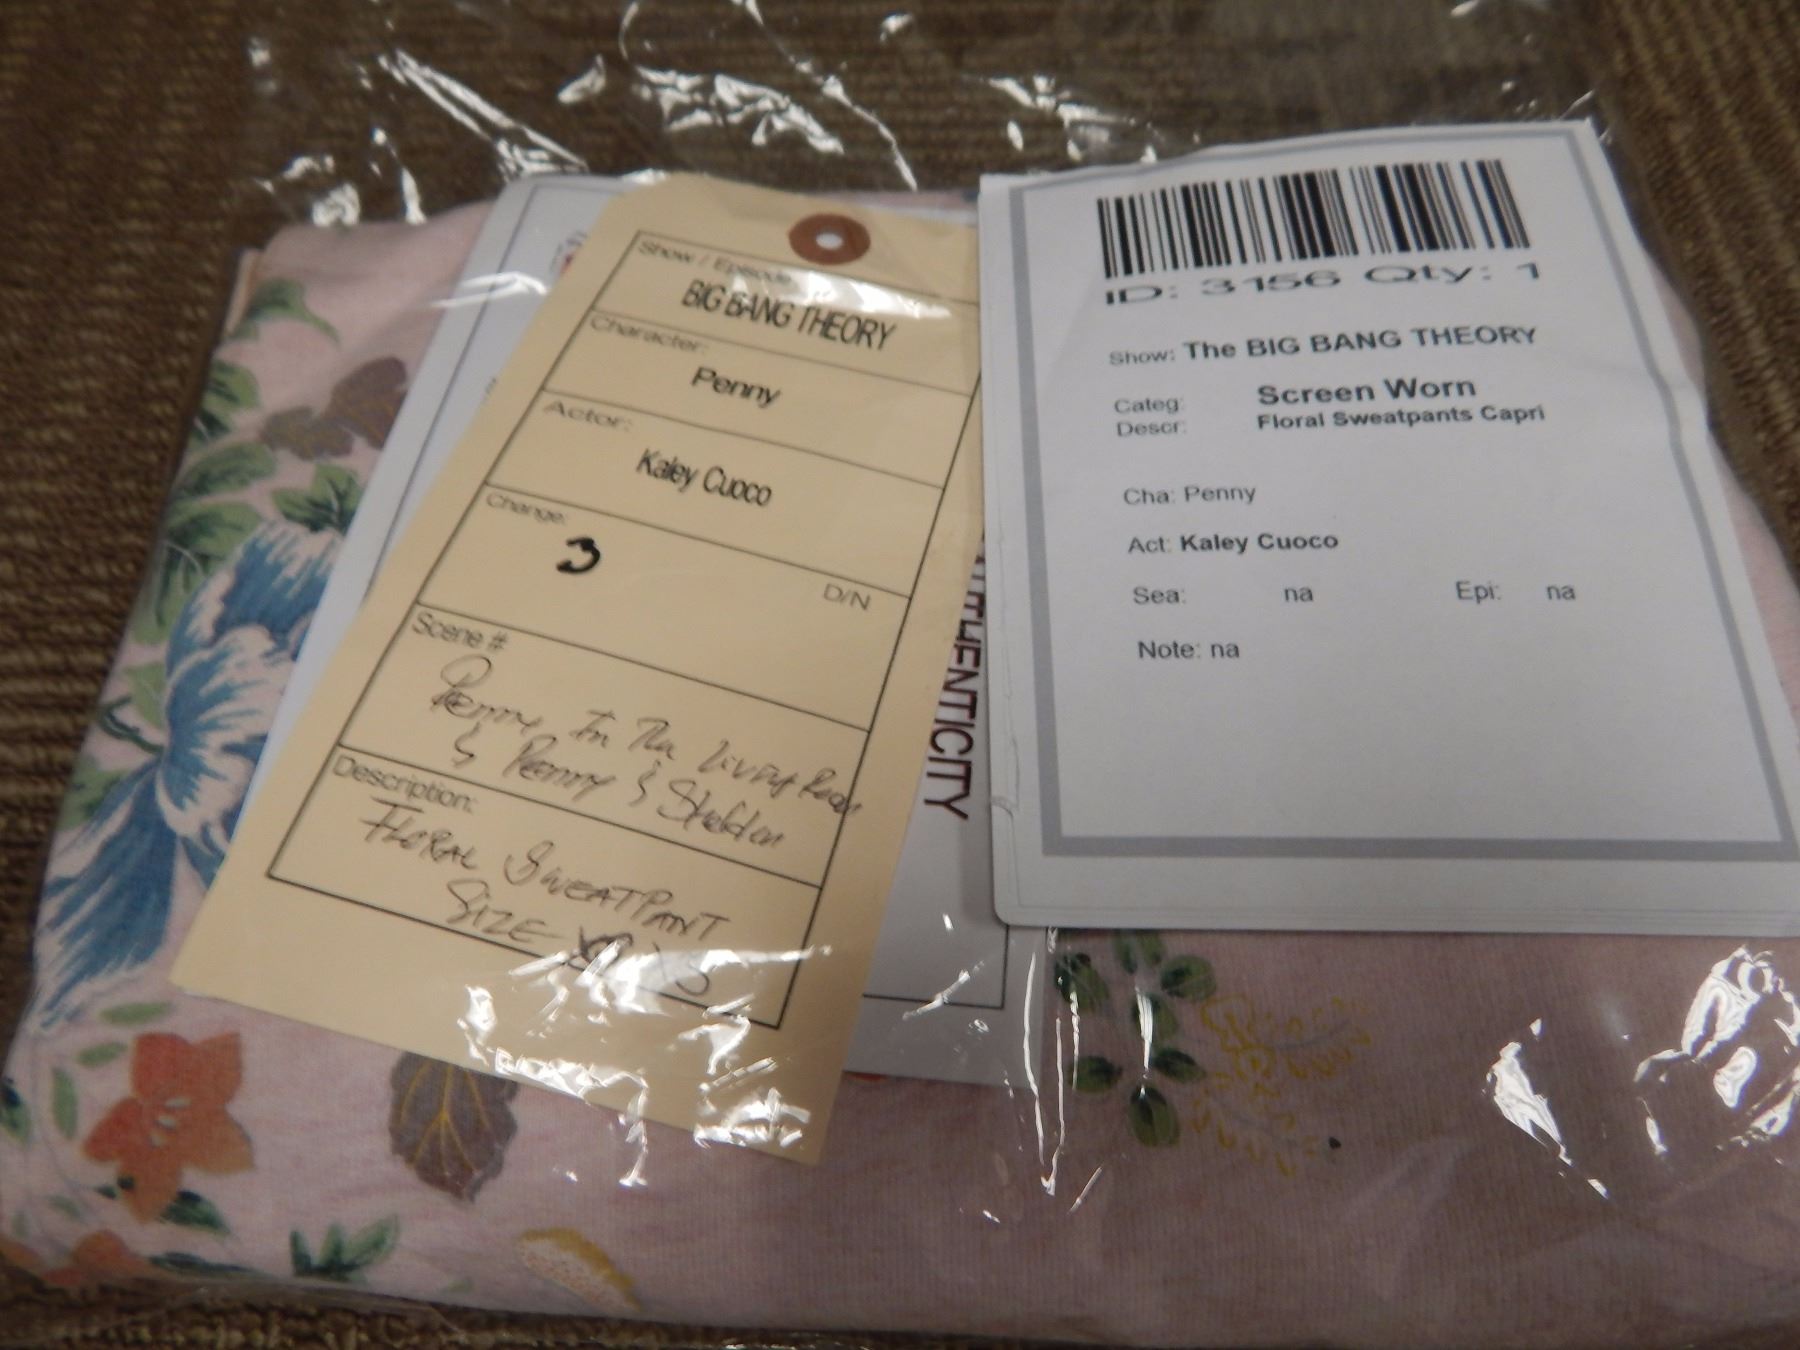 Show / Episode
BIG BANG THEORY
Character:
Penny
Actor:
Kaley Cuoco
Change:
3
D/N
Scene #
Penny In The Living Room
& Penny & Sheldon
Description:
FLORAL SWEATPANT
SIZE XS
AUTHENTICITY
ID: 3156 Qty: 1
Show: The BIG BANG THEORY
Categ: Screen Worn
Descr: Floral Sweatpants Capri
Cha: Penny
Act: Kaley Cuoco
Sea: na Epi: na
Note: na